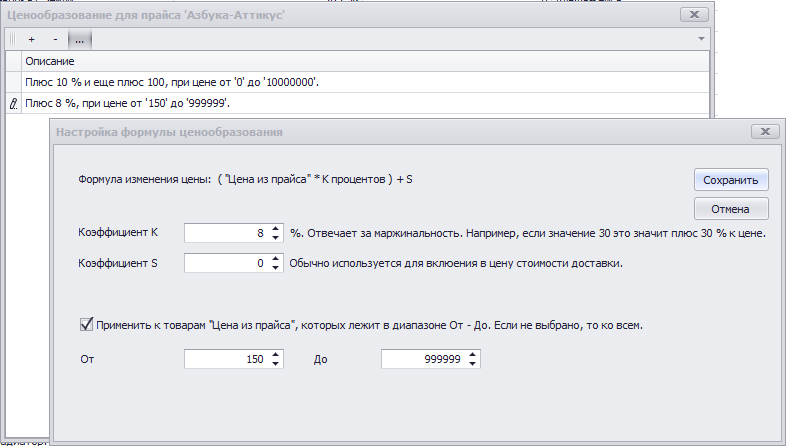 Ценообразование для прайса 'Азбука-Аттикус'
+ - ...
Описание
Плюс 10 % и еще плюс 100, при цене от '0' до '10000000'.
Плюс 8 %, при цене от '150' до '999999'.
Настройка формулы ценообразования
Формула изменения цены: ( "Цена из прайса" * K процентов ) + S
Сохранить
Отмена
Коэффициент K 8 %. Отвечает за маржинальность. Например, если значение 30 это значит плюс 30 % к цене.
Коэффициент S 0 Обычно используется для вклюения в цену стоимости доставки.
Применить к товарам "Цена из прайса", которых лежит в диапазоне От - До. Если не выбрано, то ко всем.
От 150 До 999999